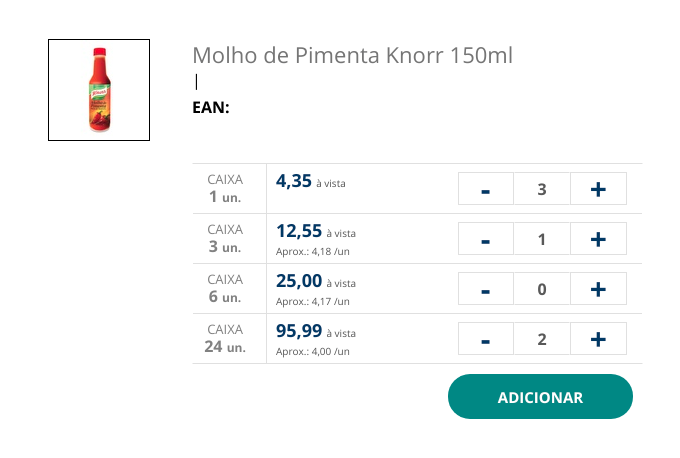 Molho de Pimenta Knorr 150ml
|
EAN:
CAIXA
1 un.
4,35 à vista
- 3 +
CAIXA
3 un.
12,55 à vista
Aprox.: 4,18 /un
- 1 +
CAIXA
6 un.
25,00 à vista
Aprox.: 4,17 /un
- 0 +
CAIXA
24 un.
95,99 à vista
Aprox.: 4,00 /un
- 2 +
ADICIONAR